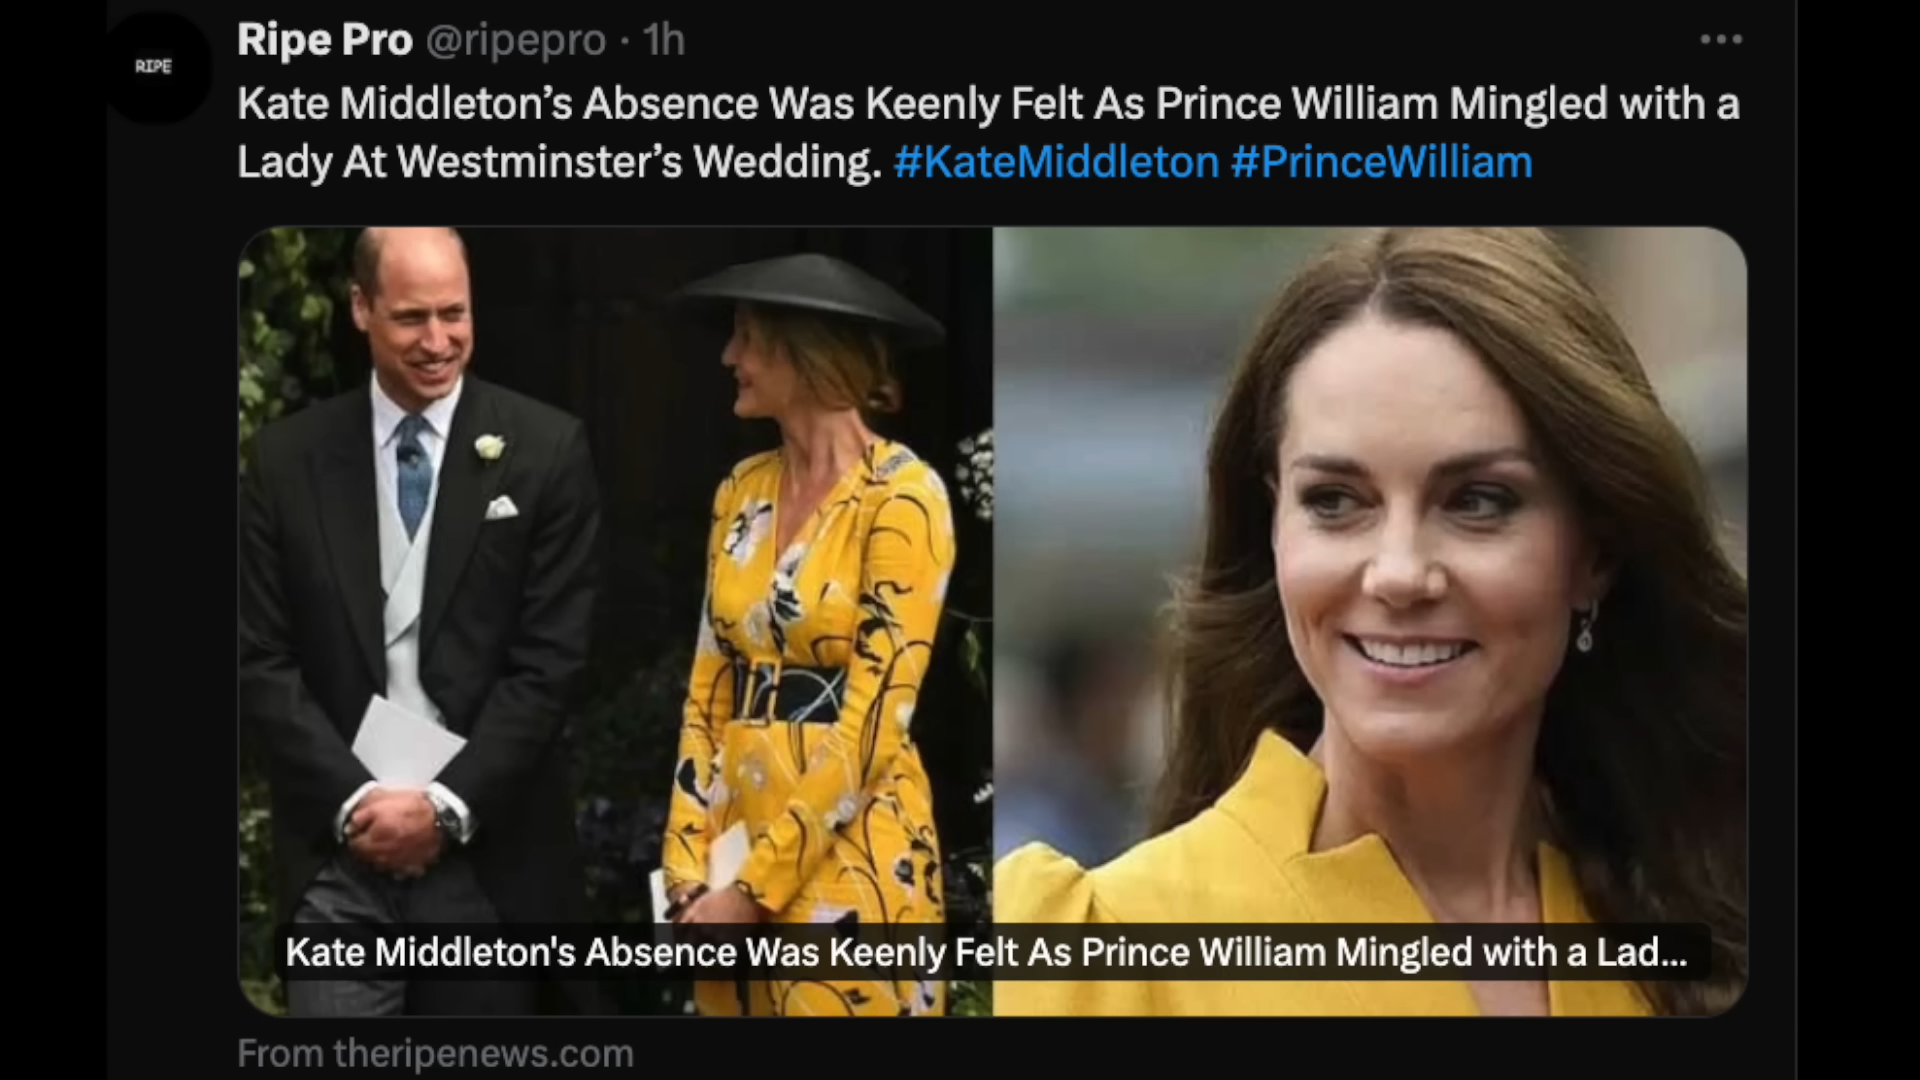 RIPE
Ripe Pro @ripepro · 1h
Kate Middleton’s Absence Was Keenly Felt As Prince William Mingled with a
Lady At Westminster’s Wedding. #KateMiddleton #PrinceWilliam
Kate Middleton's Absence Was Keenly Felt As Prince William Mingled with a Lad...
From theripenews.com